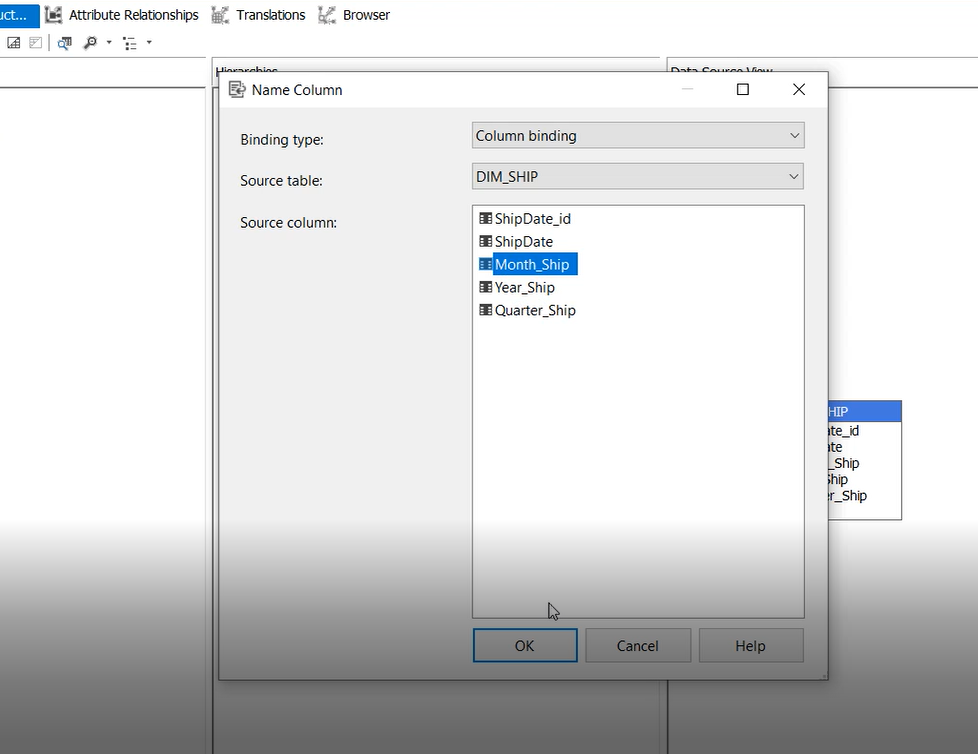 uct... Attribute Relationships Translations Browser
Hierarchies
Data Source View
Name Column
Binding type:
Column binding
Source table:
DIM_SHIP
Source column:
ShipDate_id
ShipDate
Month_Ship
Year_Ship
Quarter_Ship
HIP
ate_id
ate
_Ship
Ship
er_Ship
OK
Cancel
Help